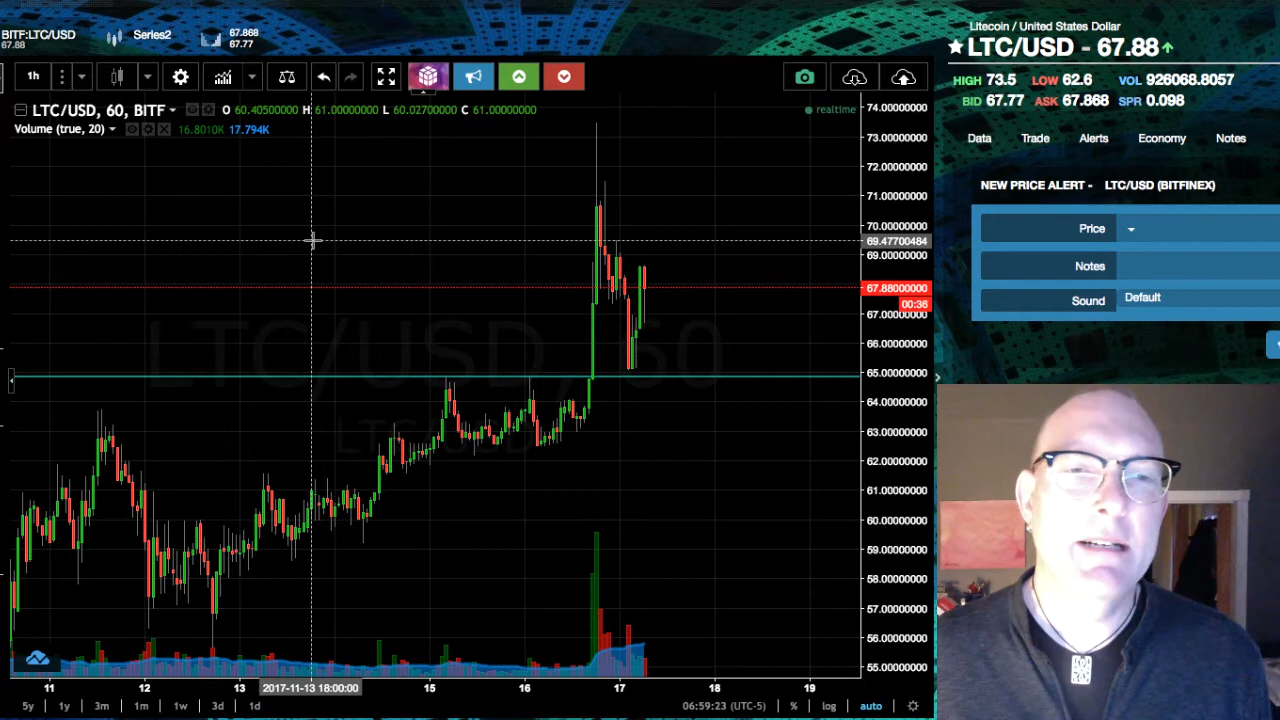 BITF:LTC/USD
67.88
Series2
67.868
67.77
Litecoin / United States Dollar
LTC/USD - 67.88
HIGH 73.5 LOW 62.6 VOL 926068.8057
BID 67.77 ASK 67.868 SPR 0.098
1h
LTC/USD, 60, BITF O 60.40500000 H 61.00000000 L 60.02700000 C 61.00000000
realtime
Volume (true, 20) 16.8010K 17.794K
Data Trade Alerts Economy Notes
NEW PRICE ALERT - LTC/USD (BITFINEX)
Price
Notes
Sound Default
74.00000000
73.00000000
72.00000000
71.00000000
70.00000000
69.47700484
69.00000000
67.88000000
00:36
67.00000000
66.00000000
65.00000000
64.00000000
63.00000000
62.00000000
61.00000000
60.00000000
59.00000000
58.00000000
57.00000000
56.00000000
55.00000000
LTC/USD, 60
LTC/USD
11 12 13 2017-11-13 18:00:00 15 16 17 18 19
5y 1y 3m 1m 1w 3d 1d 06:59:23 (UTC-5) % log auto